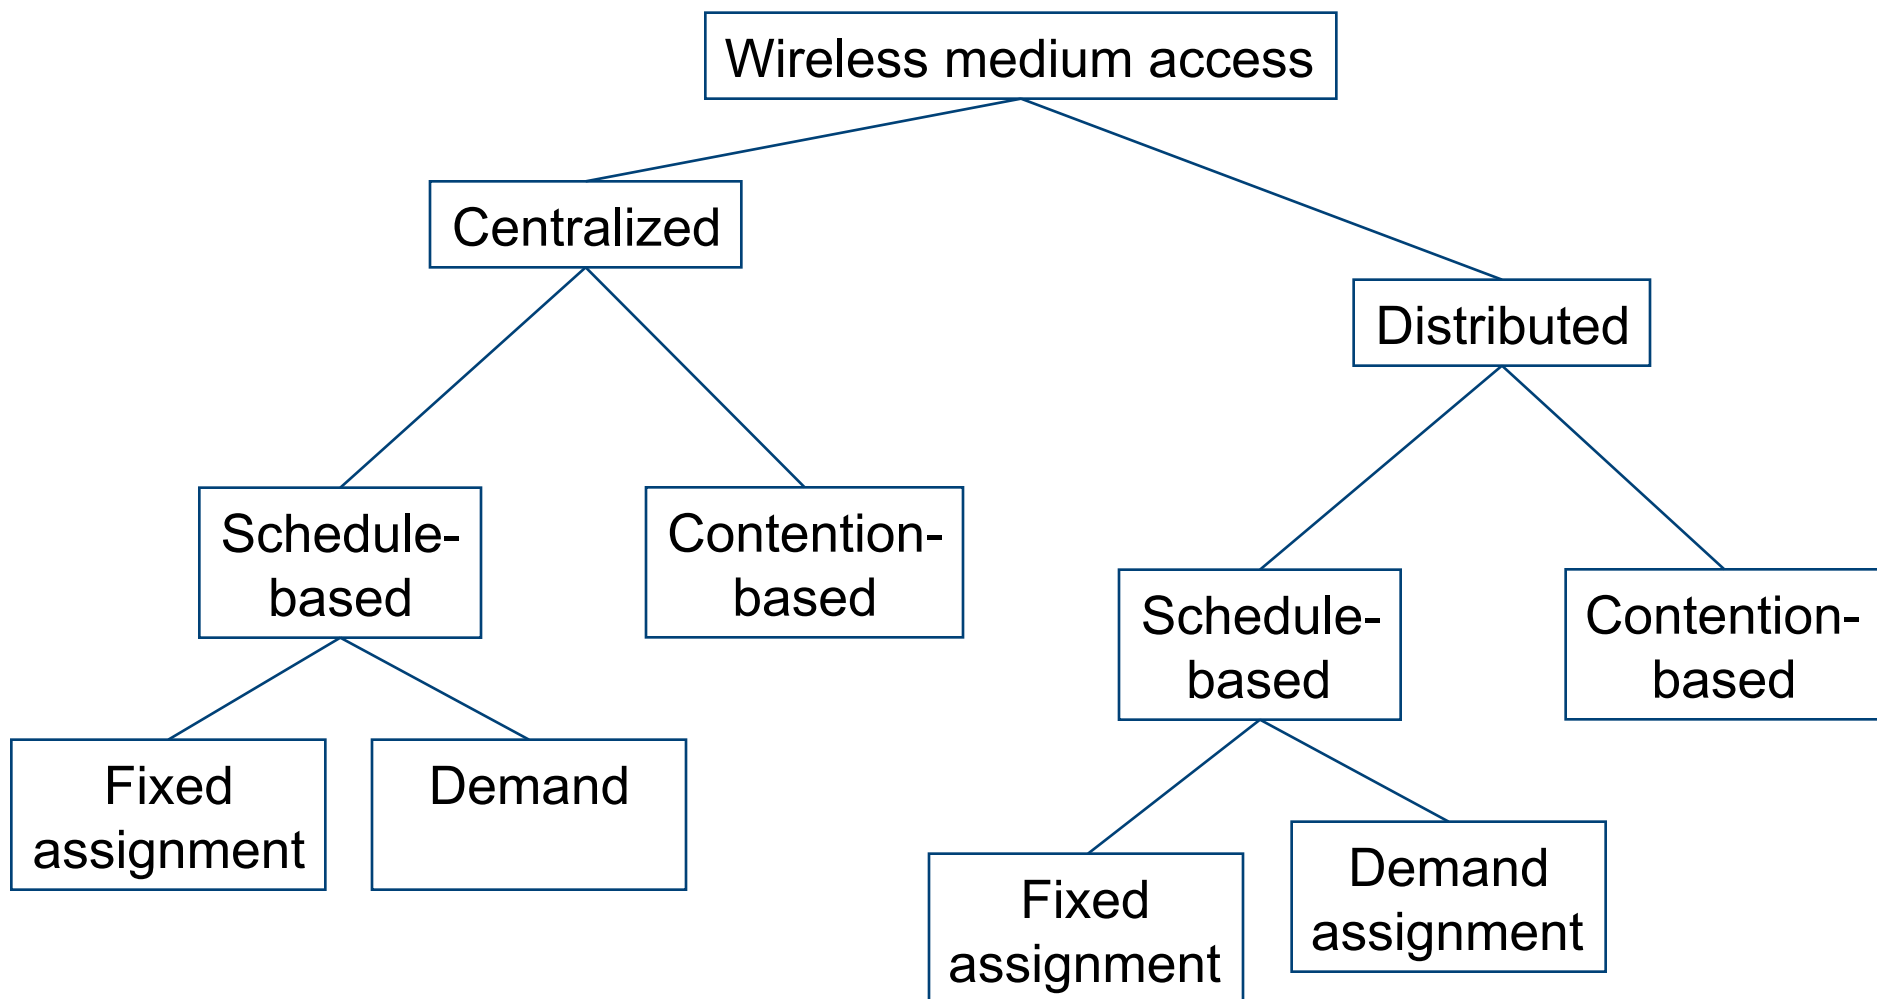 Wireless medium access
Centralized
Distributed
Schedule-
based
Contention-
based
Schedule-
based
Contention-
based
Fixed
assignment
Demand
Fixed
assignment
Demand
assignment